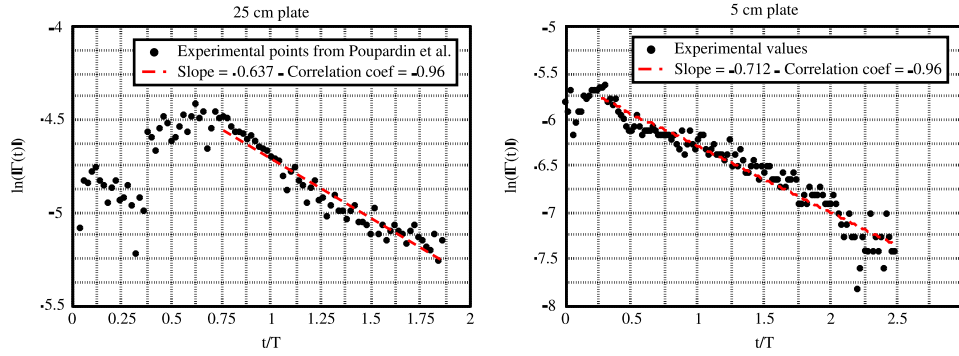 25 cm plate
-4
-4.5
-5
-5.5
ln(|Γ(t)|)
Experimental points from Poupardin et al.
Slope = -0.637 - Correlation coef = -0.96
0 0.25 0.5 0.75 1 1.25 1.5 1.75 2
t/T
5 cm plate
-5
-5.5
-6
-6.5
-7
-7.5
-8
ln(|Γ(t)|)
Experimental values
Slope = -0.712 - Correlation coef = -0.96
0 0.5 1 1.5 2 2.5
t/T